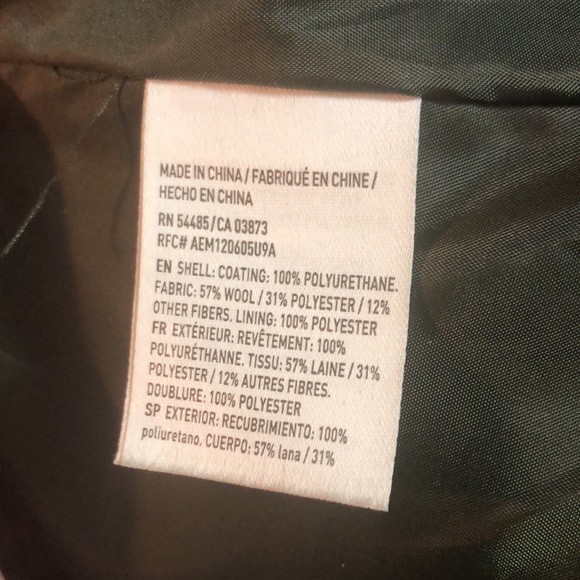 MADE IN CHINA / FABRIQUÉ EN CHINE /
HECHO EN CHINA
RN 54485/CA 03873
RFC# AEM120605U9A
EN SHELL: COATING: 100% POLYURETHANE.
FABRIC: 57% WOOL / 31% POLYESTER / 12%
OTHER FIBERS. LINING: 100% POLYESTER
FR EXTÉRIEUR: REVÊTEMENT: 100%
POLYURÉTHANNE. TISSU: 57% LAINE / 31%
POLYESTER / 12% AUTRES FIBRES.
DOUBLURE: 100% POLYESTER
SP EXTERIOR: RECUBRIMIENTO: 100%
poliuretano. CUERPO: 57% lana / 31%